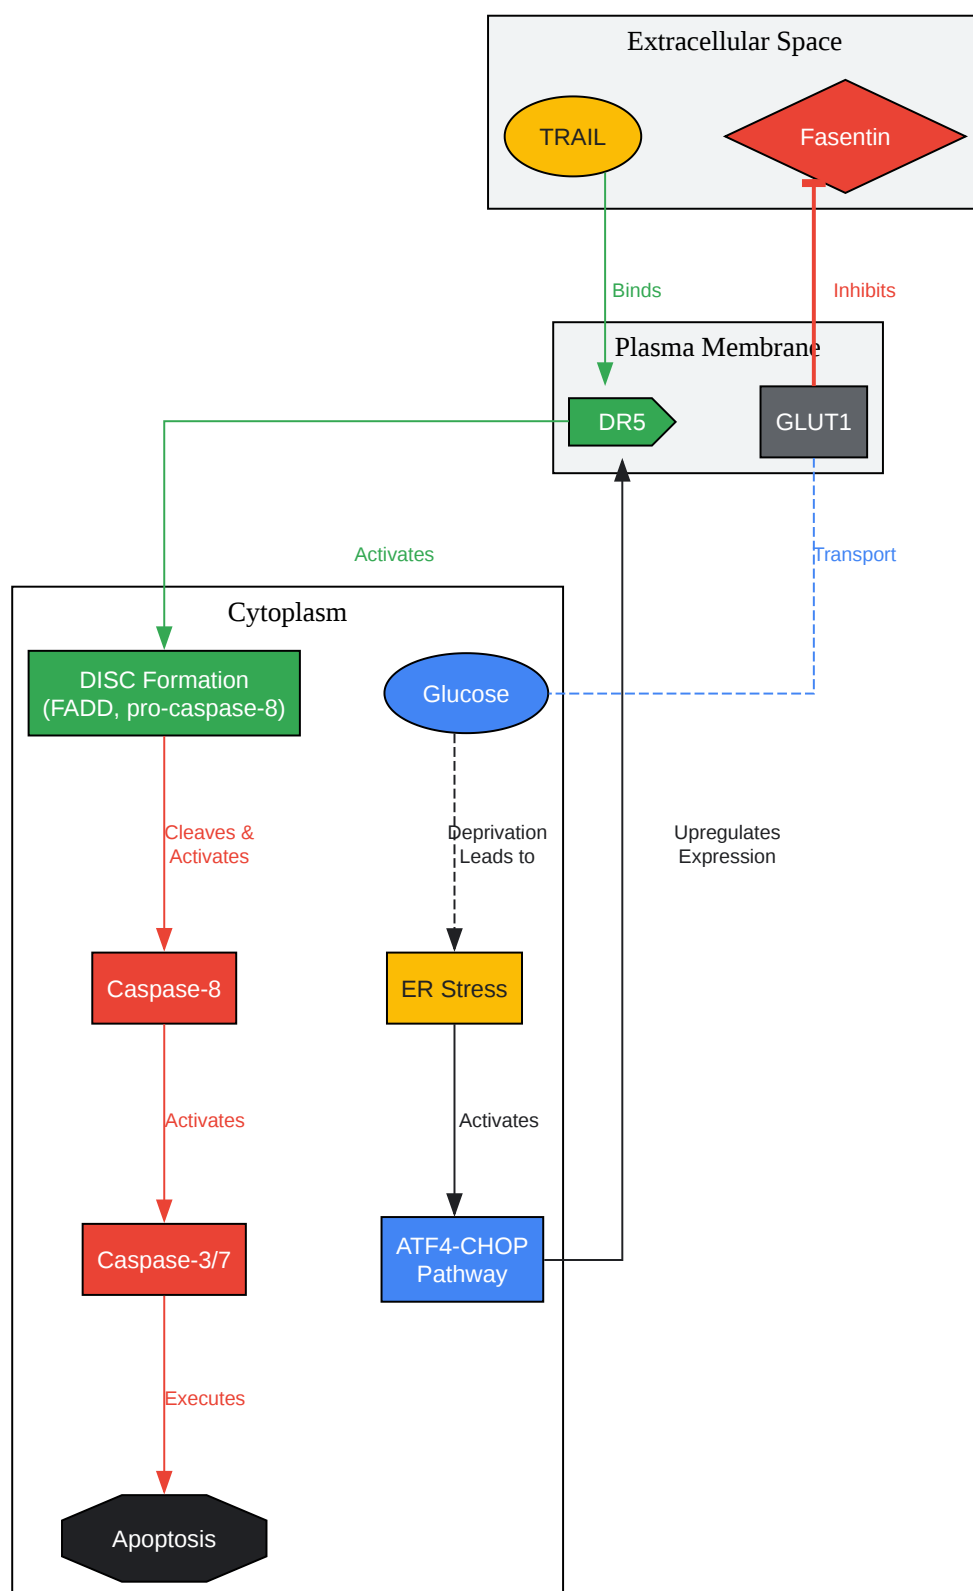 Extracellular Space
TRAIL
Fasentin
Binds
Inhibits
Plasma Membrane
DR5
GLUT1
Activates
Transport
Cytoplasm
DISC Formation
(FADD, pro-caspase-8)
Glucose
Cleaves &
Activates
Deprivation
Leads to
Upregulates
Expression
Caspase-8
ER Stress
Activates
Activates
Caspase-3/7
ATF4-CHOP
Pathway
Executes
Apoptosis